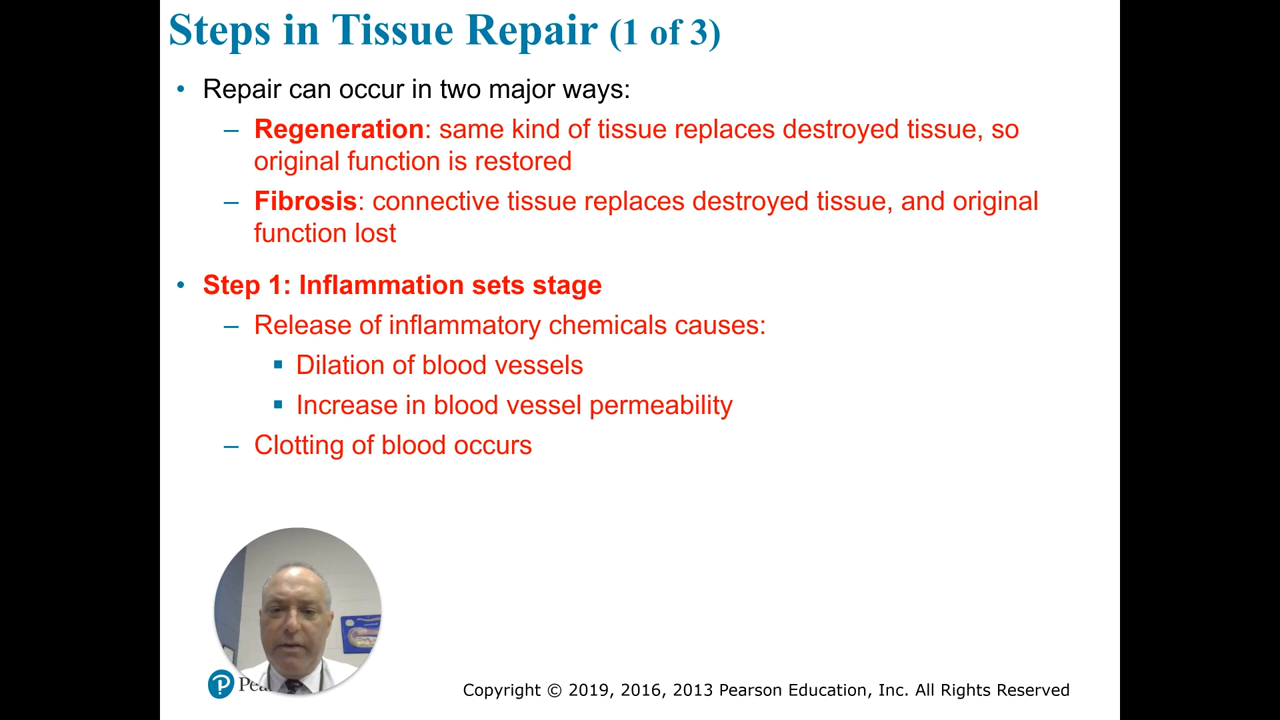 Steps in Tissue Repair (1 of 3)
• Repair can occur in two major ways:
– Regeneration: same kind of tissue replaces destroyed tissue, so
original function is restored
– Fibrosis: connective tissue replaces destroyed tissue, and original
function lost
• Step 1: Inflammation sets stage
– Release of inflammatory chemicals causes:
▪ Dilation of blood vessels
▪ Increase in blood vessel permeability
– Clotting of blood occurs
Copyright © 2019, 2016, 2013 Pearson Education, Inc. All Rights Reserved